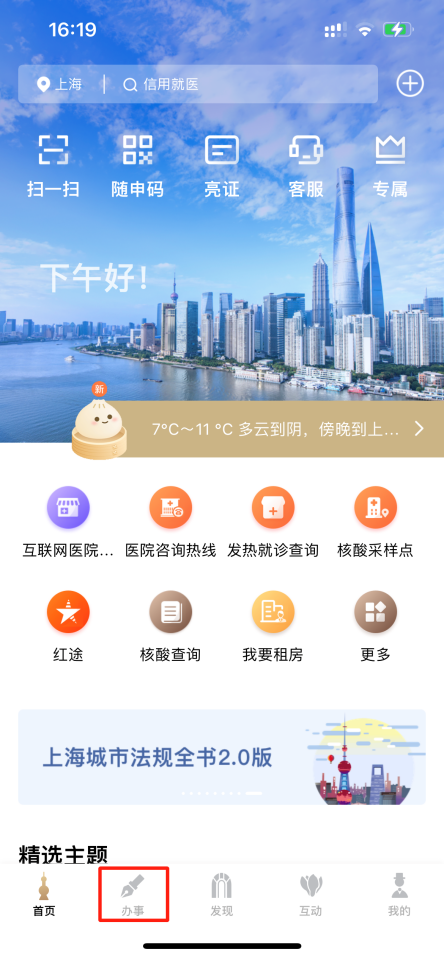 16:19
上海 信用就医
扫一扫 随申码 亮证 客服 专属
下午好！
新
7°C～11 °C 多云到阴，傍晚到上...
互联网医院... 医院咨询热线 发热就诊查询 核酸采样点
红途 核酸查询 我要租房 更多
上海城市法规全书2.0版
精选主题
首页 办事 发现 互动 我的